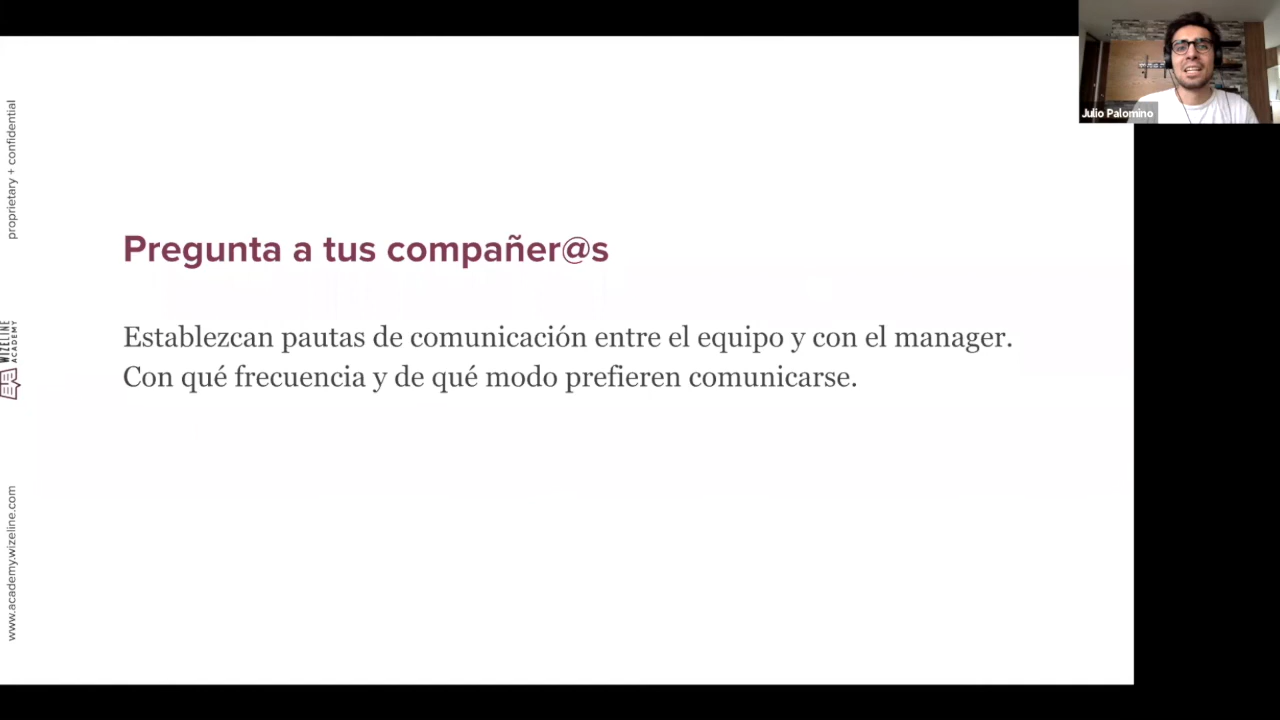 Pregunta a tus compañer@s
Establezcan pautas de comunicación entre el equipo y con el manager.
Con qué frecuencia y de qué modo prefieren comunicarse.
proprietary + confidential
WIZELINE
ACADEMY
www.academy.wizeline.com
Julio Palomino